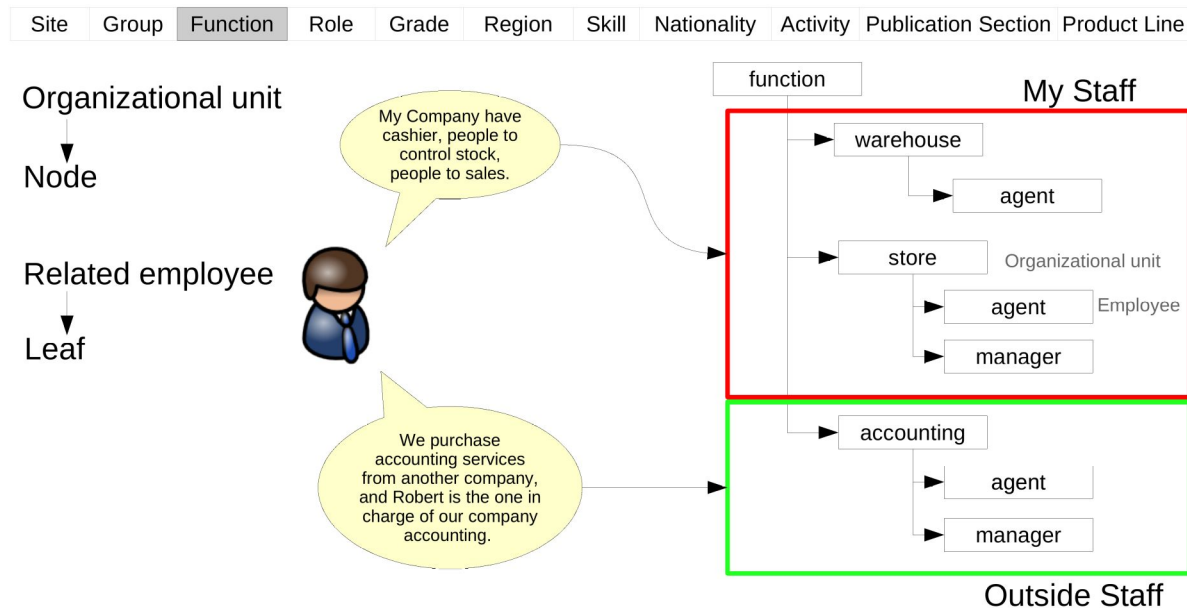 Site Group Function Role Grade Region Skill Nationality Activity Publication Section Product Line
Organizational unit
Node
Related employee
Leaf
My Company have
cashier, people to
control stock,
people to sales.
We purchase
accounting services
from another company,
and Robert is the one in
charge of our company
accounting.
function
My Staff
warehouse
agent
store
Organizational unit
agent
Employee
manager
accounting
agent
manager
Outside Staff